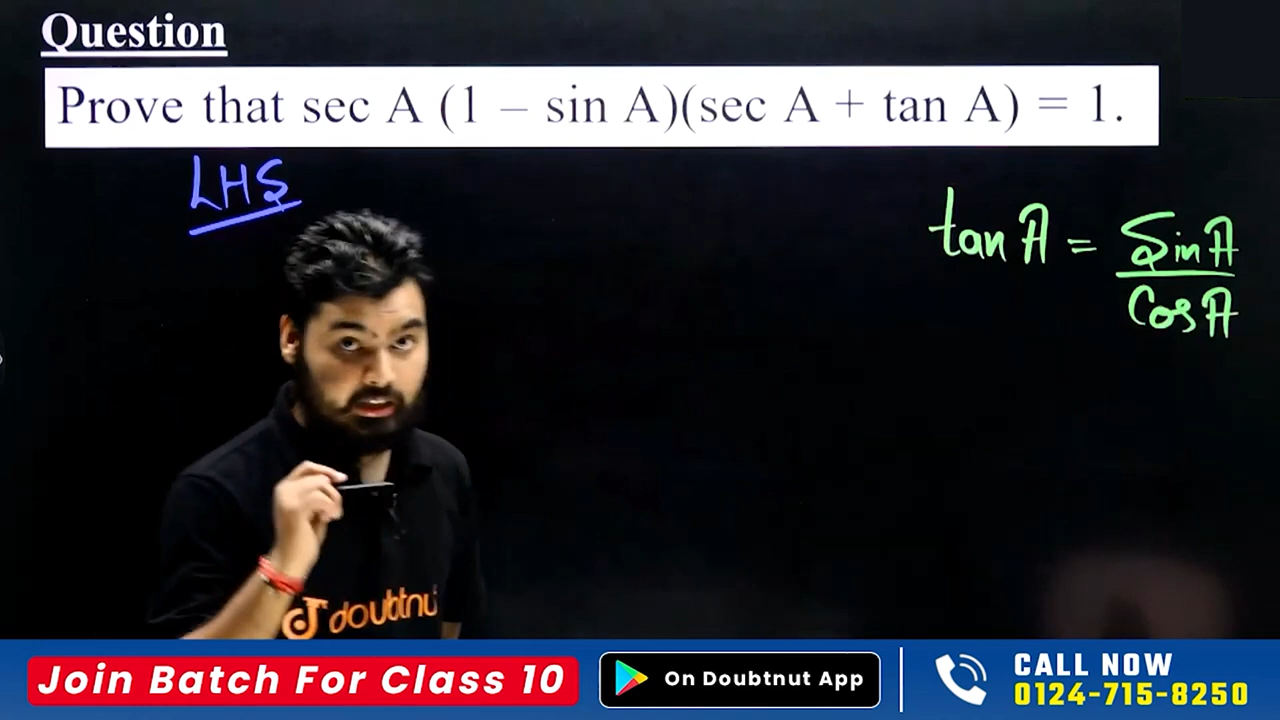 Question
Prove that sec A (1 – sin A)(sec A + tan A) = 1.
LHS
tan A = Sin A
Cos A
doubtnut
Join Batch For Class 10
On Doubtnut App
CALL NOW
0124-715-8250